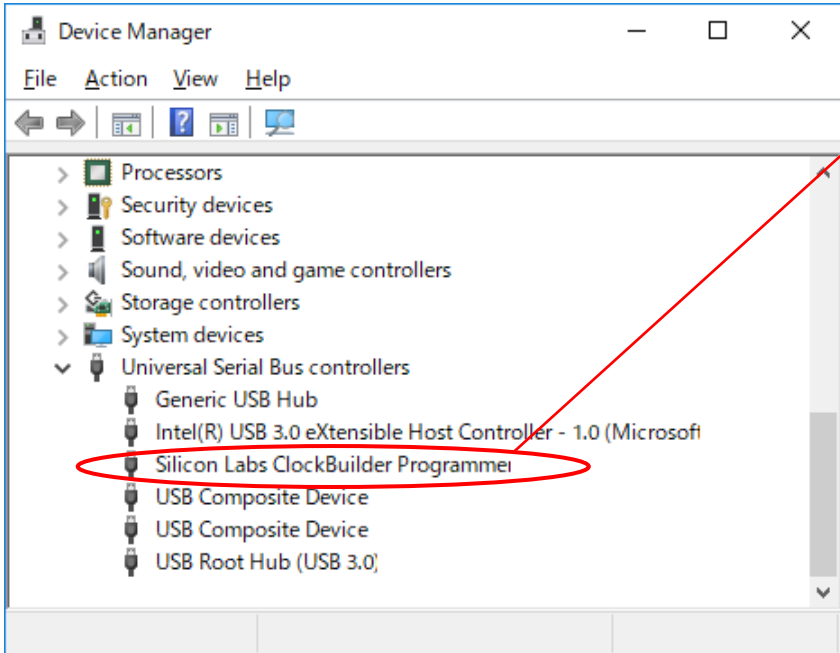 Device Manager
File Action View Help
Processors
Security devices
Software devices
Sound, video and game controllers
Storage controllers
System devices
Universal Serial Bus controllers
Generic USB Hub
Intel(R) USB 3.0 eXtensible Host Controller - 1.0 (Microsoft
Silicon Labs ClockBuilder Programmer
USB Composite Device
USB Composite Device
USB Root Hub (USB 3.0)